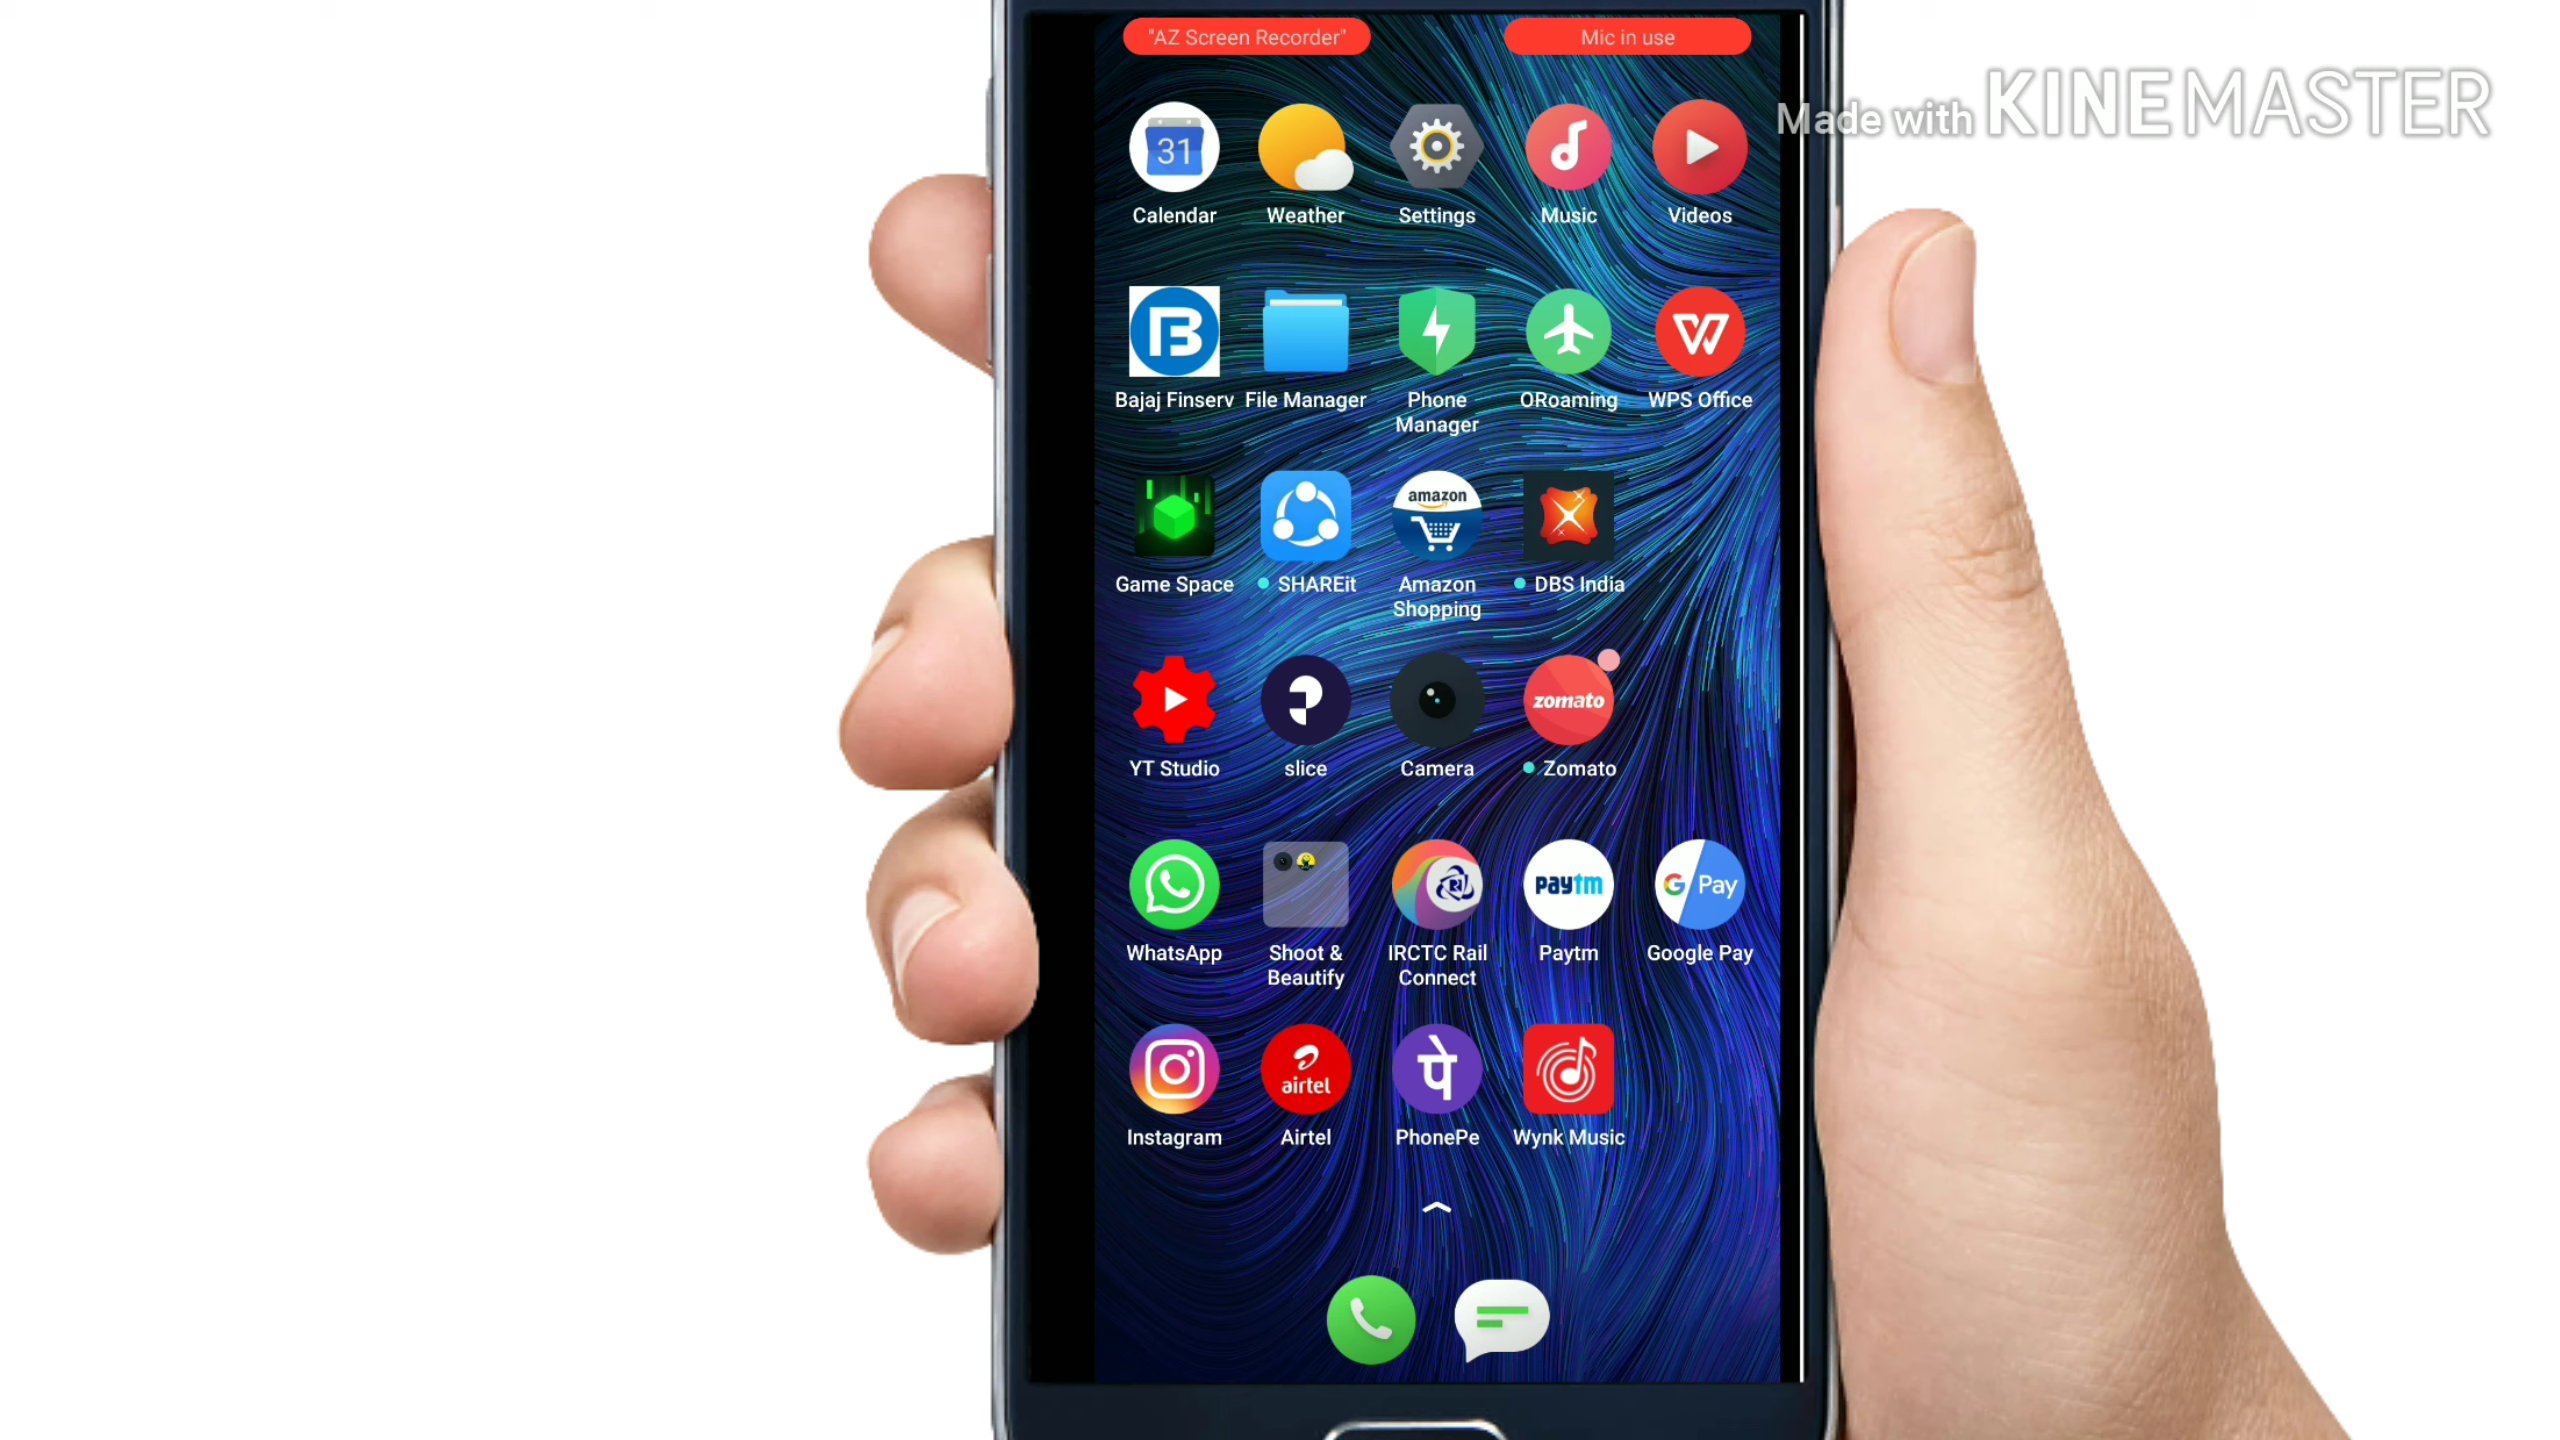 "AZ Screen Recorder" Mic in use
Made with KINEMASTER
31
Calendar Weather Settings Music Videos
Bajaj Finserv File Manager Phone Manager ORoaming WPS Office
amazon
Game Space SHAREit Amazon Shopping DBS India
zomato
YT Studio slice Camera Zomato
paytm G Pay
WhatsApp Shoot & Beautify IRCTC Rail Connect Paytm Google Pay
airtel पे
Instagram Airtel PhonePe Wynk Music